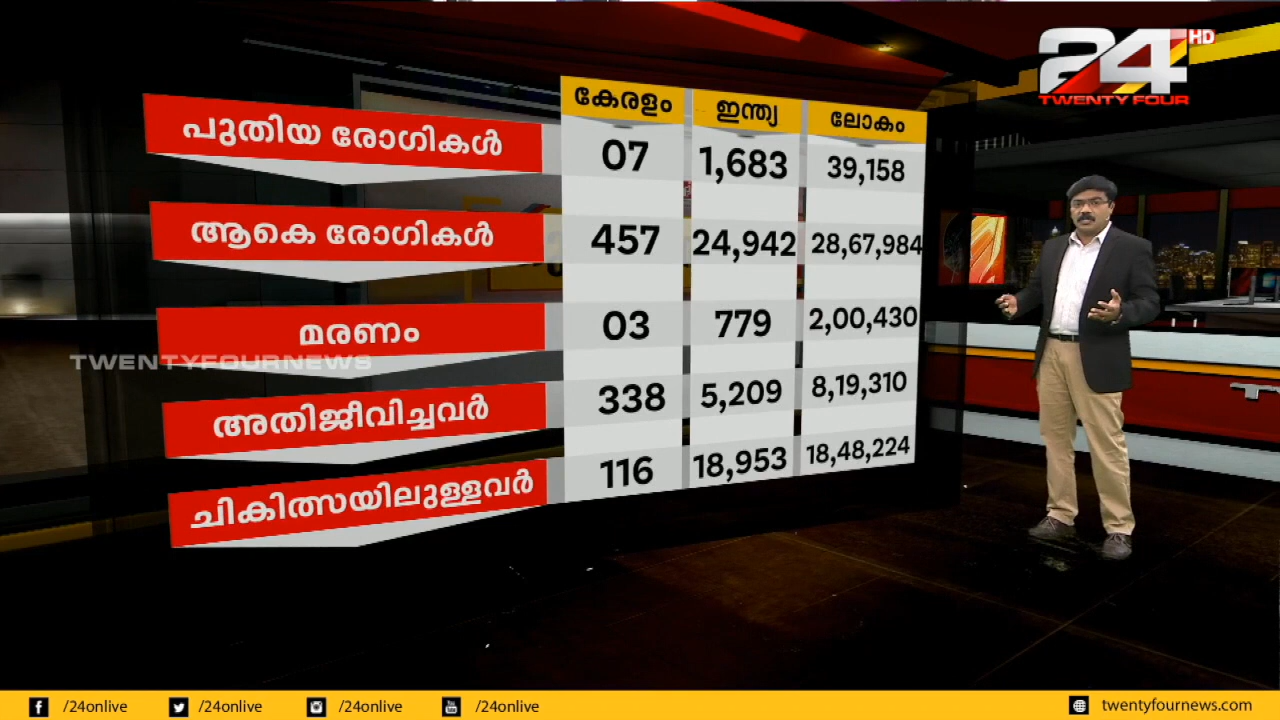 24 HD
TWENTY FOUR
കേരളം ഇന്ത്യ ലോകം
പുതിയ രോഗികൾ 07 1,683 39,158
ആകെ രോഗികൾ 457 24,942 28,67,984
മരണം 03 779 2,00,430
TWENTYFOURNEWS
അതിജീവിച്ചവർ 338 5,209 8,19,310
ചികിത്സയിലുള്ളവർ 116 18,953 18,48,224
/24onlive /24onlive /24onlive /24onlive twentyfournews.com